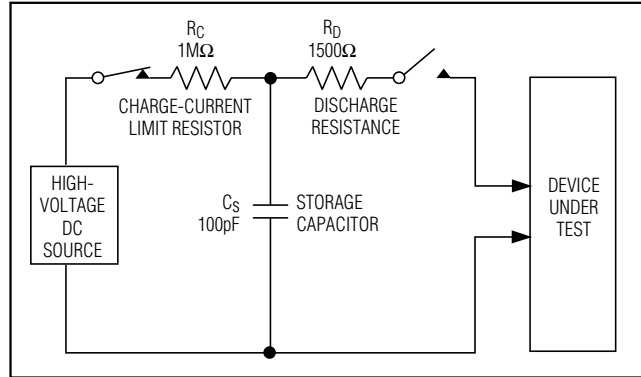 RC
1MΩ
CHARGE-CURRENT
LIMIT RESISTOR
RD
1500Ω
DISCHARGE
RESISTANCE
HIGH-
VOLTAGE
DC
SOURCE
CS
100pF
STORAGE
CAPACITOR
DEVICE
UNDER
TEST